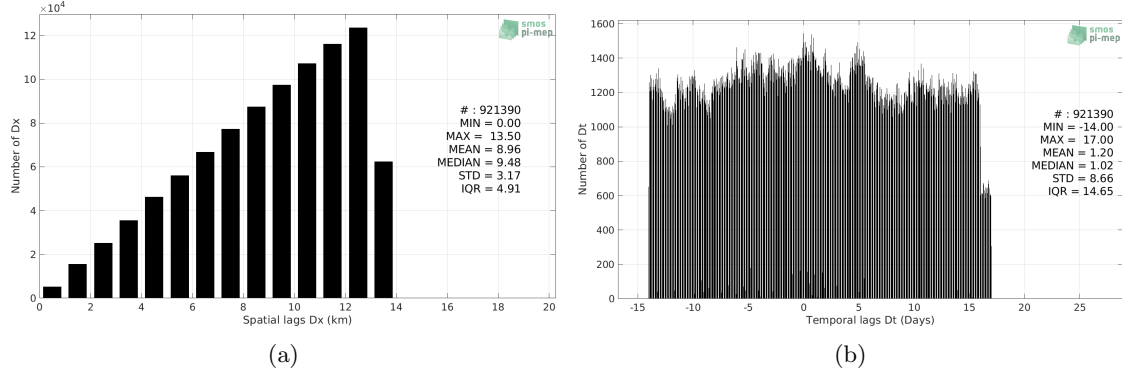 ×10⁴
smos
pi-mep
12
10
8
6
4
2
0
Number of Dx
# : 921390
MIN = 0.00
MAX = 13.50
MEAN = 8.96
MEDIAN = 9.48
STD = 3.17
IQR = 4.91
0 2 4 6 8 10 12 14 16 18 20
Spatial lags Dx (km)
(a)
smos
pi-mep
1600
1400
1200
1000
800
600
400
200
0
Number of Dt
# : 921390
MIN = -14.00
MAX = 17.00
MEAN = 1.20
MEDIAN = 1.02
STD = 8.66
IQR = 14.65
-15 -10 -5 0 5 10 15 20 25
Temporal lags Dt (Days)
(b)